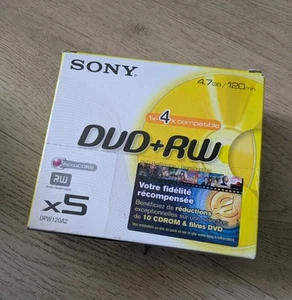 SONY
4.7GB/120min
1x-4x compatible
DVD+RW
RW
Votre fidélité
récompensée
Bénéficiez de réductions
exceptionnelles sur une
de 10 CDROM & films DVD
x5
DPW120A2